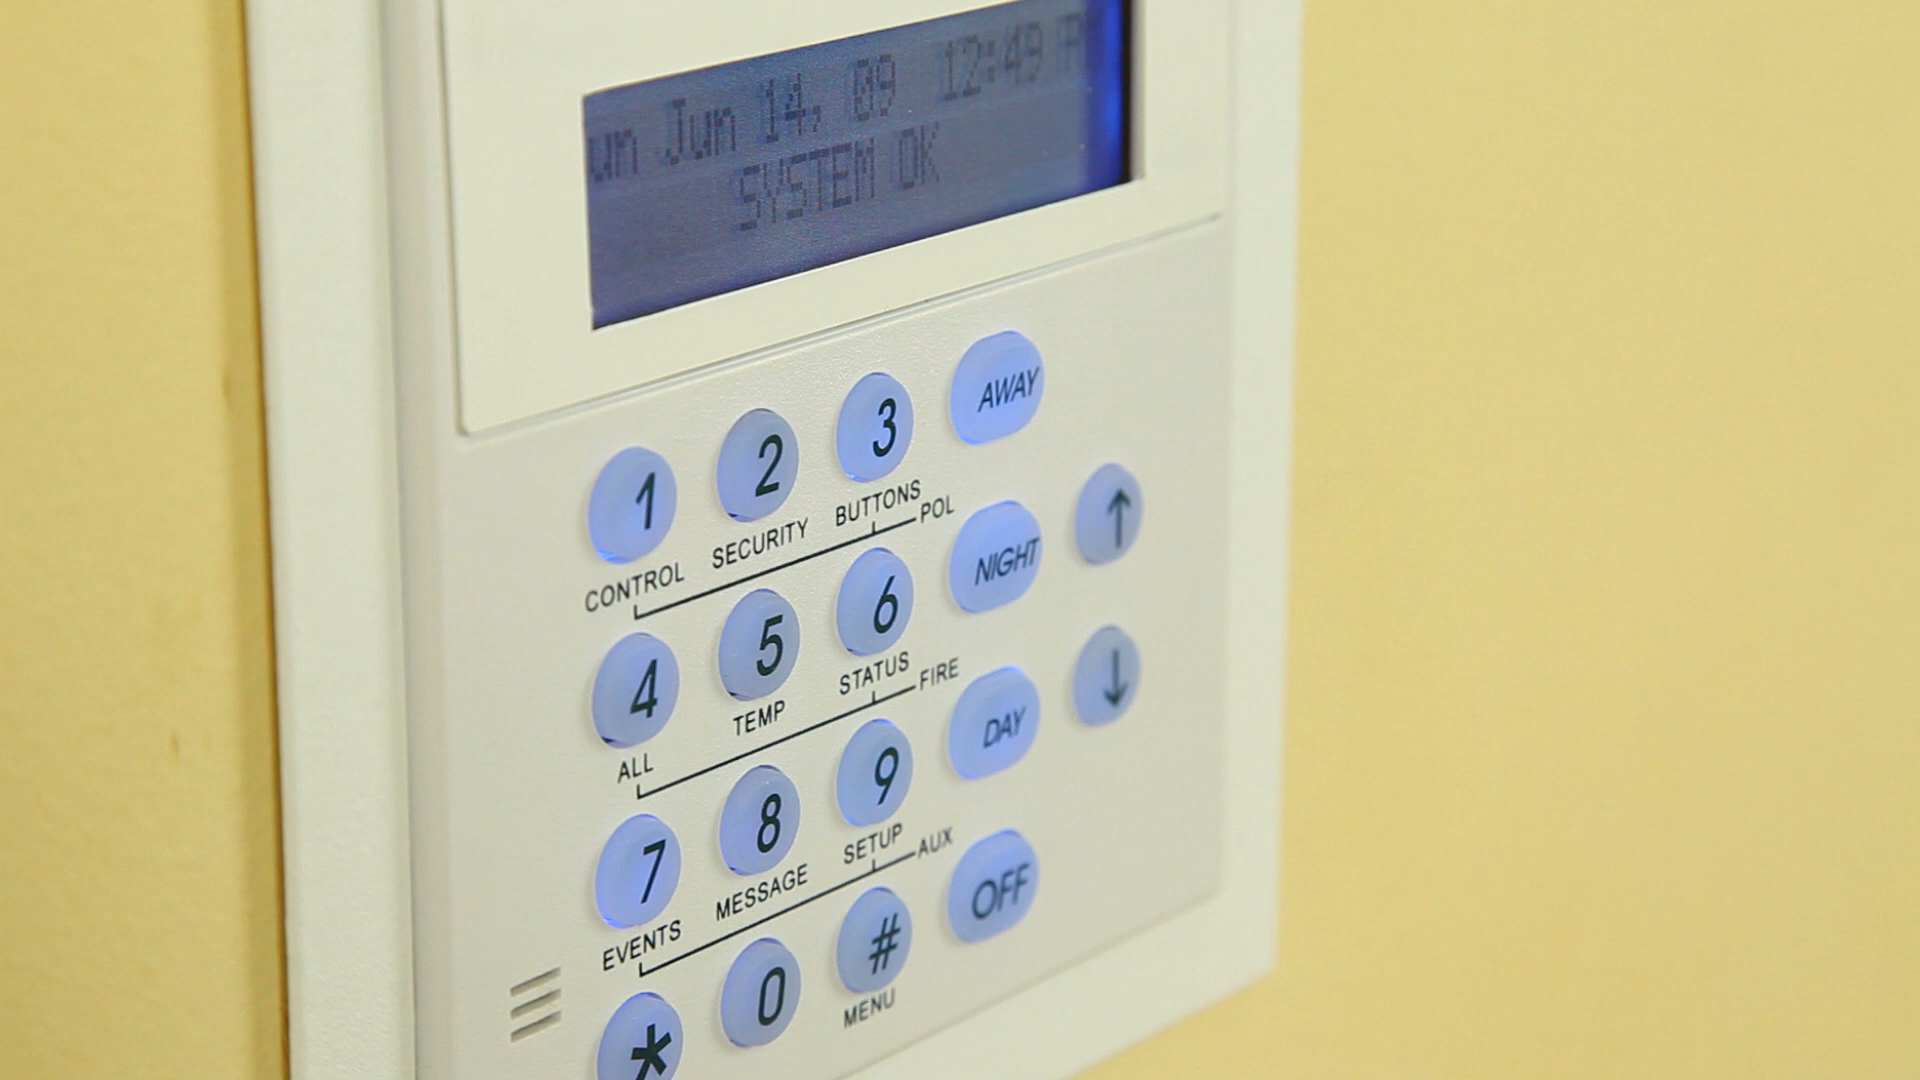 un Jun 14, 09 12:49 P
SYSTEM OK
1 2 3 AWAY
CONTROL SECURITY BUTTONS POL
4 5 6 NIGHT ↑
ALL TEMP STATUS FIRE
7 8 9 DAY ↓
EVENTS MESSAGE SETUP AUX
* 0 # OFF
MENU